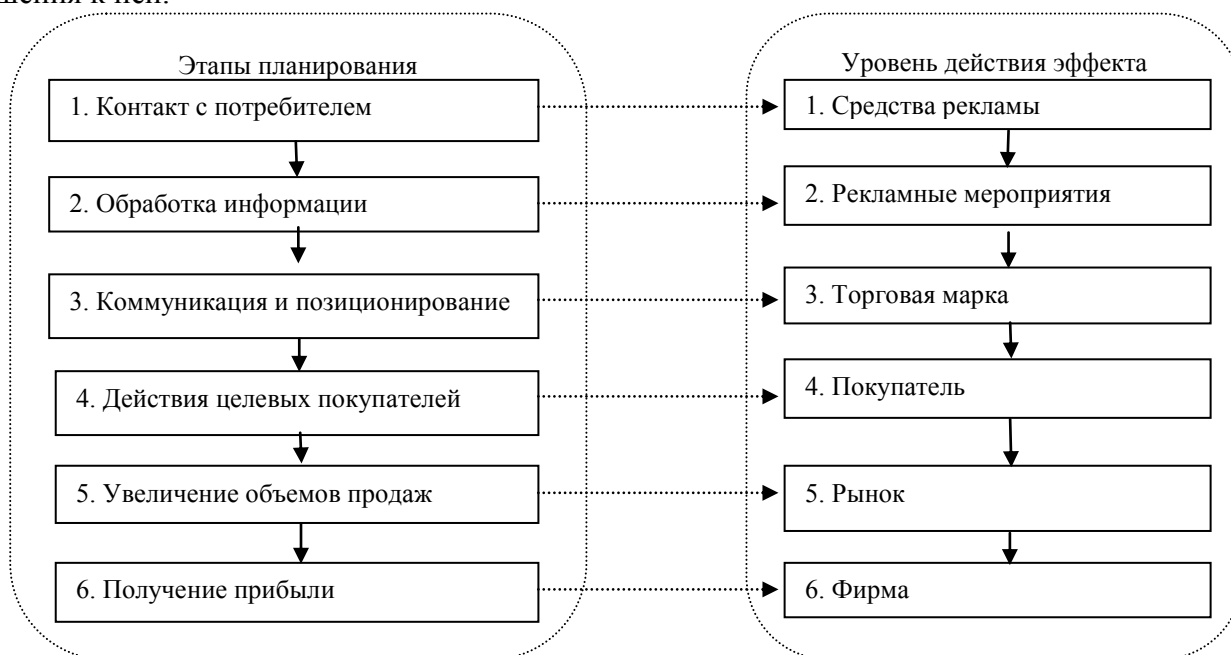 Этапы планирования
1. Контакт с потребителем
2. Обработка информации
3. Коммуникация и позиционирование
4. Действия целевых покупателей
5. Увеличение объемов продаж
6. Получение прибыли
Уровень действия эффекта
1. Средства рекламы
2. Рекламные мероприятия
3. Торговая марка
4. Покупатель
5. Рынок
6. Фирма